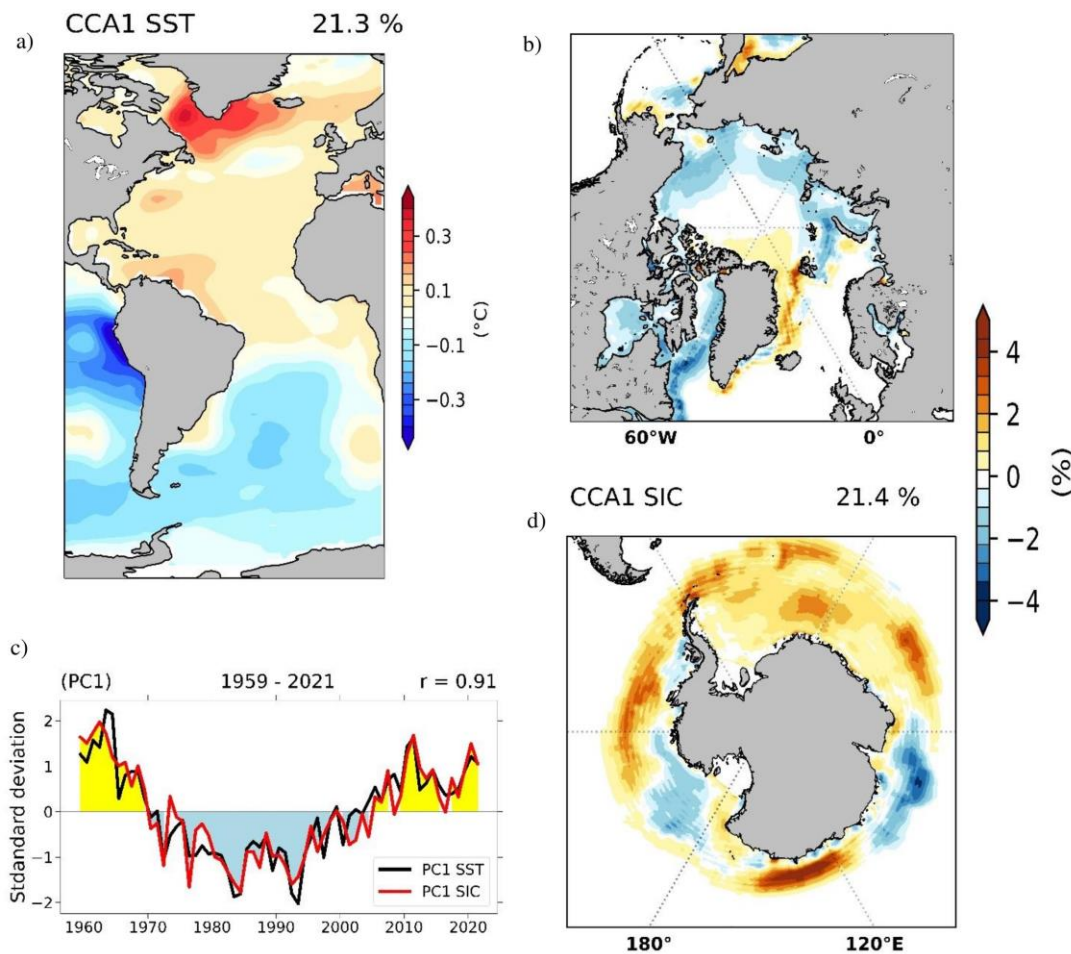 CCA1 SST 21.3 %
a)
0.3
0.1
−0.1
−0.3
(°C)
b)
60°W 0°
4
2
0
−2
−4
(%)
c)
(PC1) 1959 - 2021 r = 0.91
Stdandard deviation
2
1
0
−1
−2
PC1 SST
PC1 SIC
1960 1970 1980 1990 2000 2010 2020
CCA1 SIC 21.4 %
d)
180° 120°E